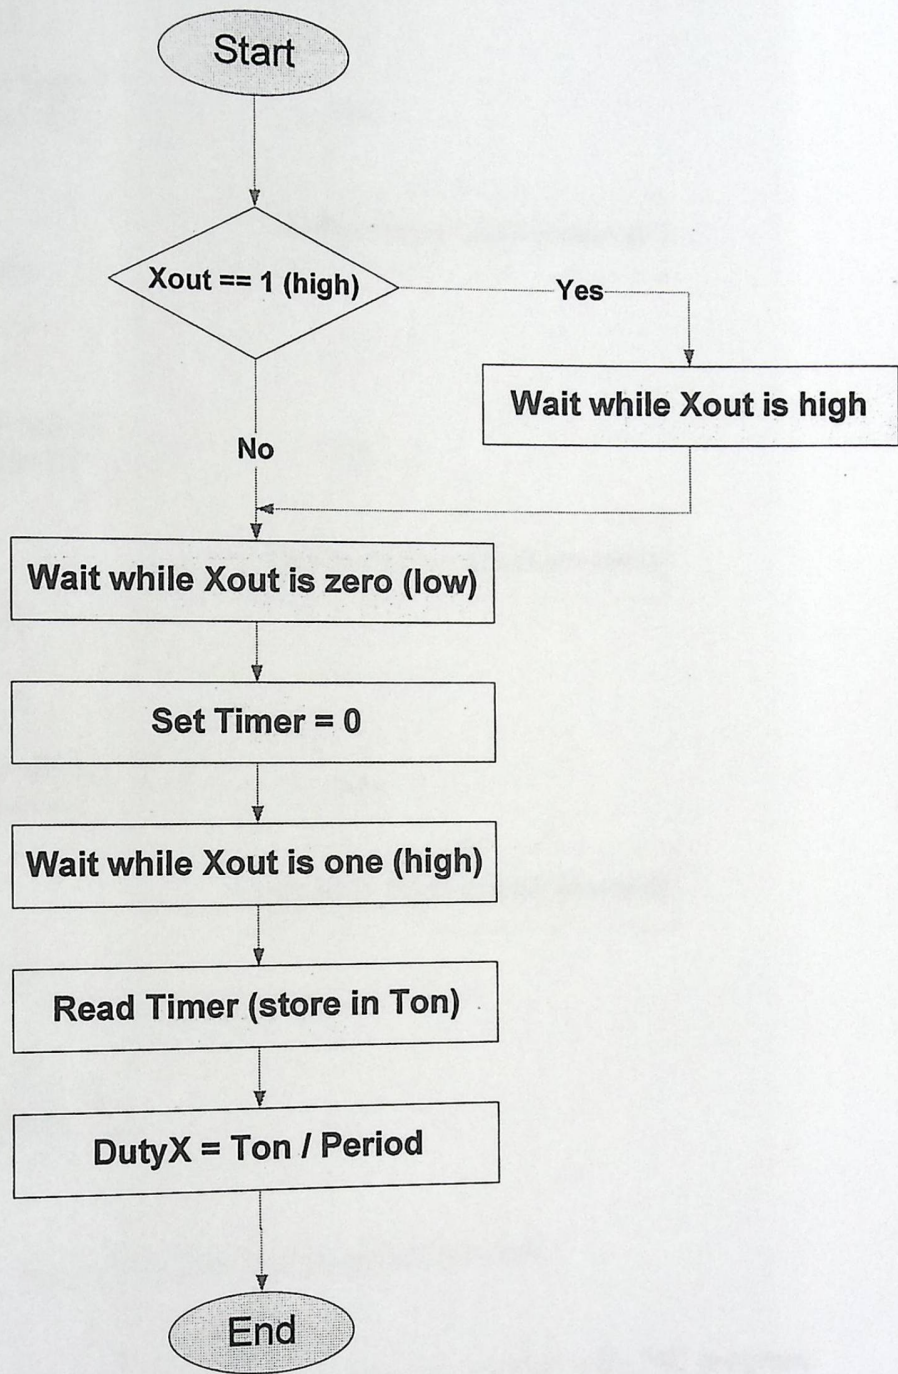 Start
Xout == 1 (high)
Yes
Wait while Xout is high
No
Wait while Xout is zero (low)
Set Timer = 0
Wait while Xout is one (high)
Read Timer (store in Ton)
DutyX = Ton / Period
End